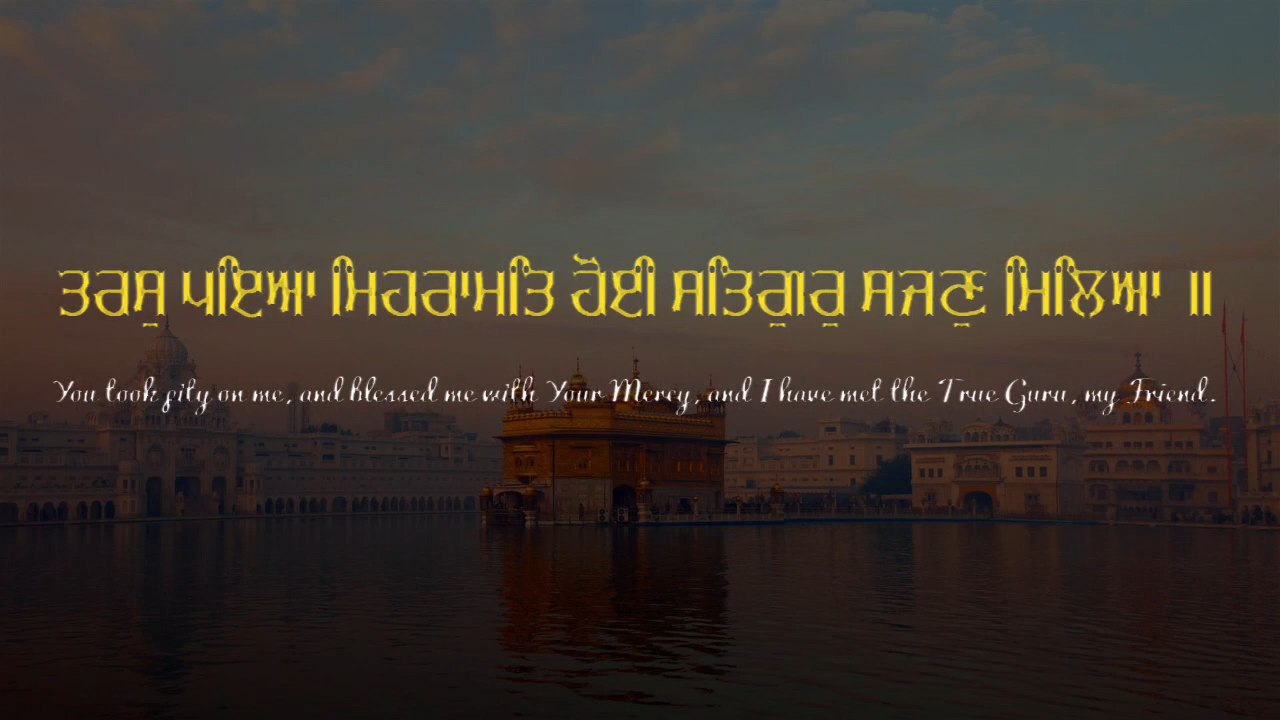 ਤਰਸੁ ਪਇਆ ਮਿਹਰਾਮਤਿ ਹੋਈ ਸਤਿਗੁਰੁ ਸਜਣੁ ਮਿਲਿਆ ॥
You took pity on me, and blessed me with Your Mercy, and I have met the True Guru, my Friend.